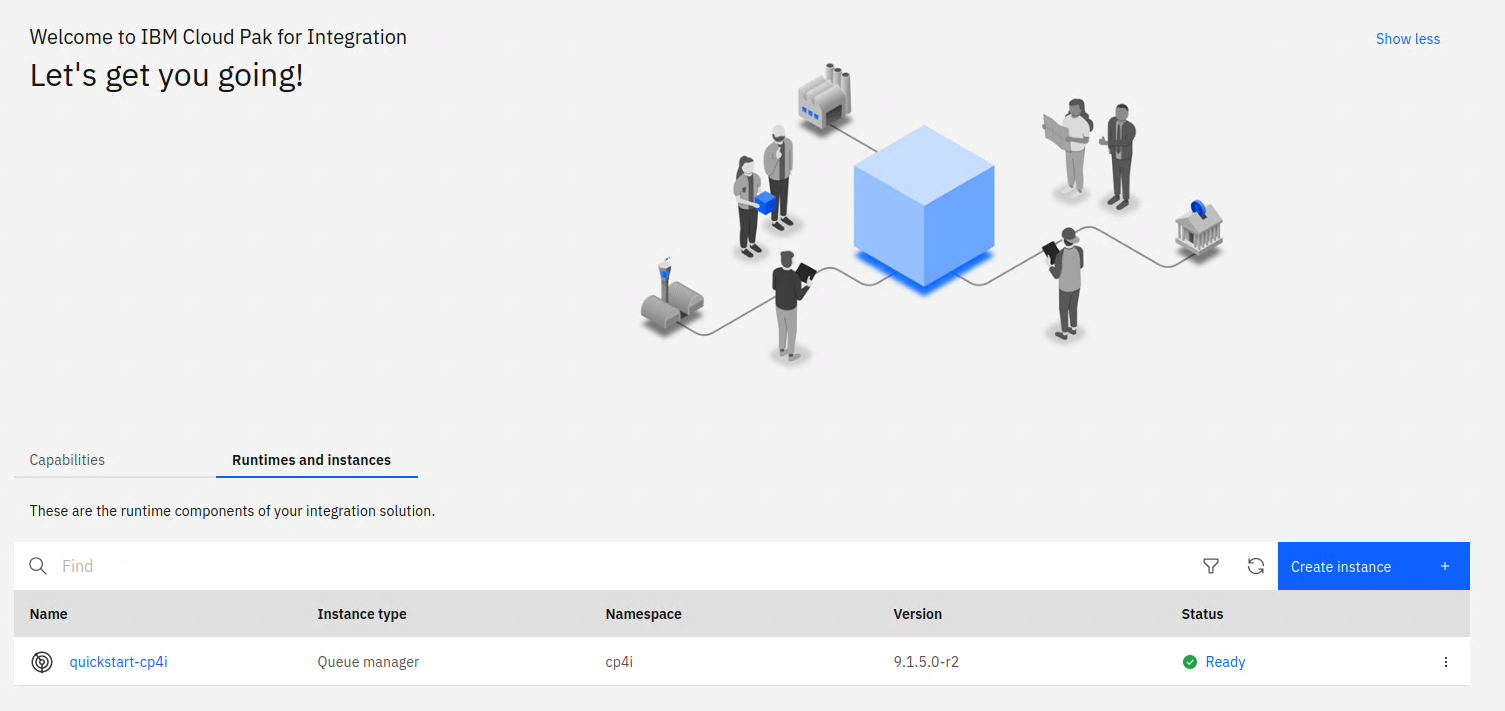 Welcome to IBM Cloud Pak for Integration
Show less
Let's get you going!
Capabilities
Runtimes and instances
These are the runtime components of your integration solution.
Find
Create instance +
Name Instance type Namespace Version Status
quickstart-cp4i Queue manager cp4i 9.1.5.0-r2 Ready